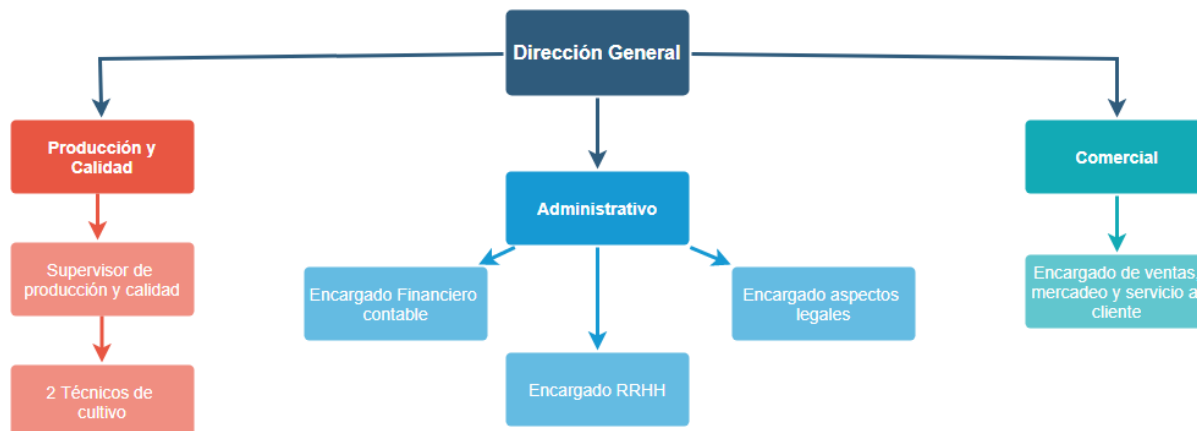 Dirección General
Producción y
Calidad
Administrativo
Comercial
Supervisor de
producción y calidad
Encargado Financiero
contable
Encargado aspectos
legales
Encargado de ventas,
mercadeo y servicio a
cliente
2 Técnicos de
cultivo
Encargado RRHH